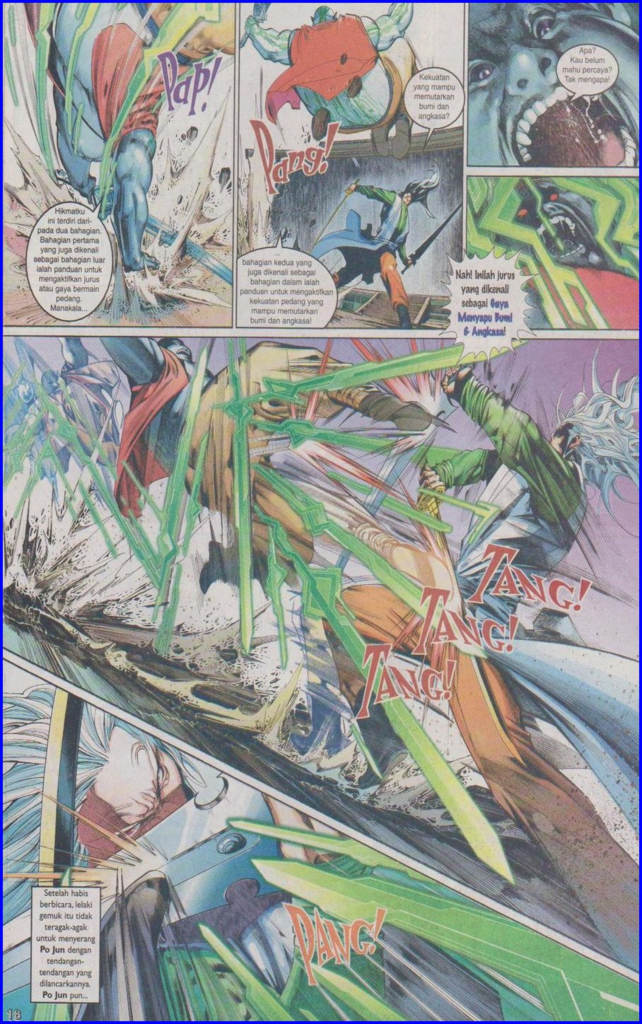 PAP!
Hikmatku
ini terdiri dari-
pada dua bahagian.
Bahagian pertama
yang juga dikenali
sebagai bahagian luar
ialah panduan untuk
mengaktifkan jurus
atau gaya bermain
pedang.
Manakala...
Kekuatan
yang mampu
memutarkan
bumi dan
angkasa?
PANG!
bahagian kedua yang
juga dikenali sebagai
bahagian dalam ialah
panduan untuk mengaktifkan
kekuatan pedang yang
mampu memutarkan
bumi dan angkasa!
Apa?
Kau belum
mahu percaya?
Tak mengapa!
Nah! Inilah jurus
yang dikenali
sebagai Gaya
Menyapu Bumi
& Angkasa!
TANG!
TANG!
TANG!
Setelah habis
berbicara, lelaki
gemuk itu tidak
teragak-agak
untuk menyerang
Po Jun dengan
tendangan-
tendangan yang
dilancarkannya.
Po Jun pun...
PANG!
18